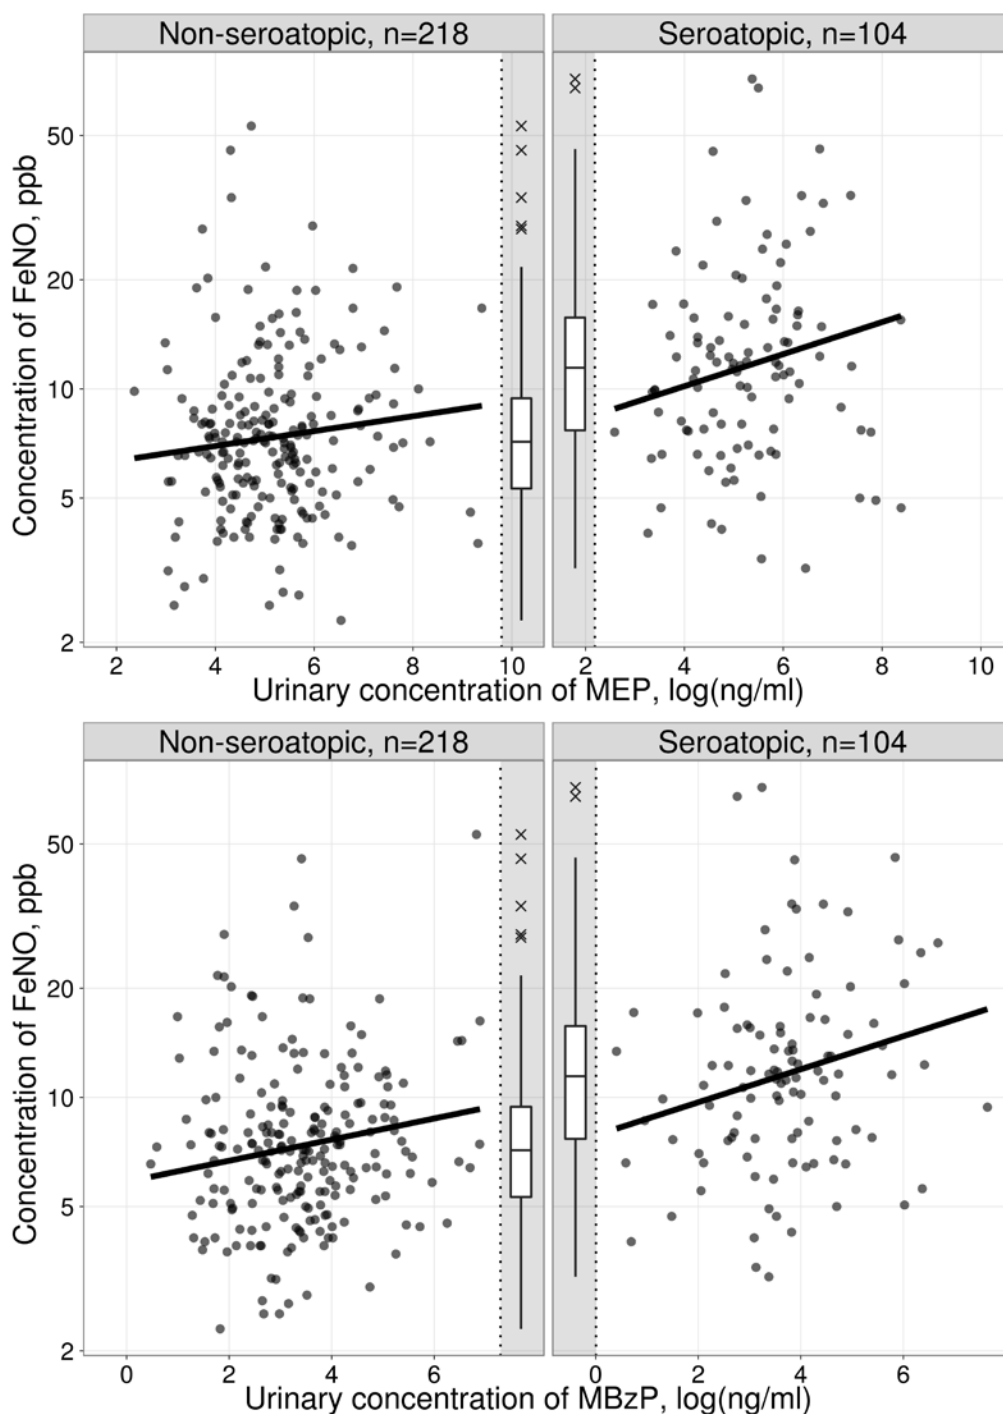 Non-seroatopic, n=218
Seroatopic, n=104
Concentration of FeNO, ppb
50
20
10
5
2
2 4 6 8 10 2 4 6 8 10
Urinary concentration of MEP, log(ng/ml)
Non-seroatopic, n=218
Seroatopic, n=104
Concentration of FeNO, ppb
50
20
10
5
2
0 2 4 6 0 2 4 6
Urinary concentration of MBzP, log(ng/ml)